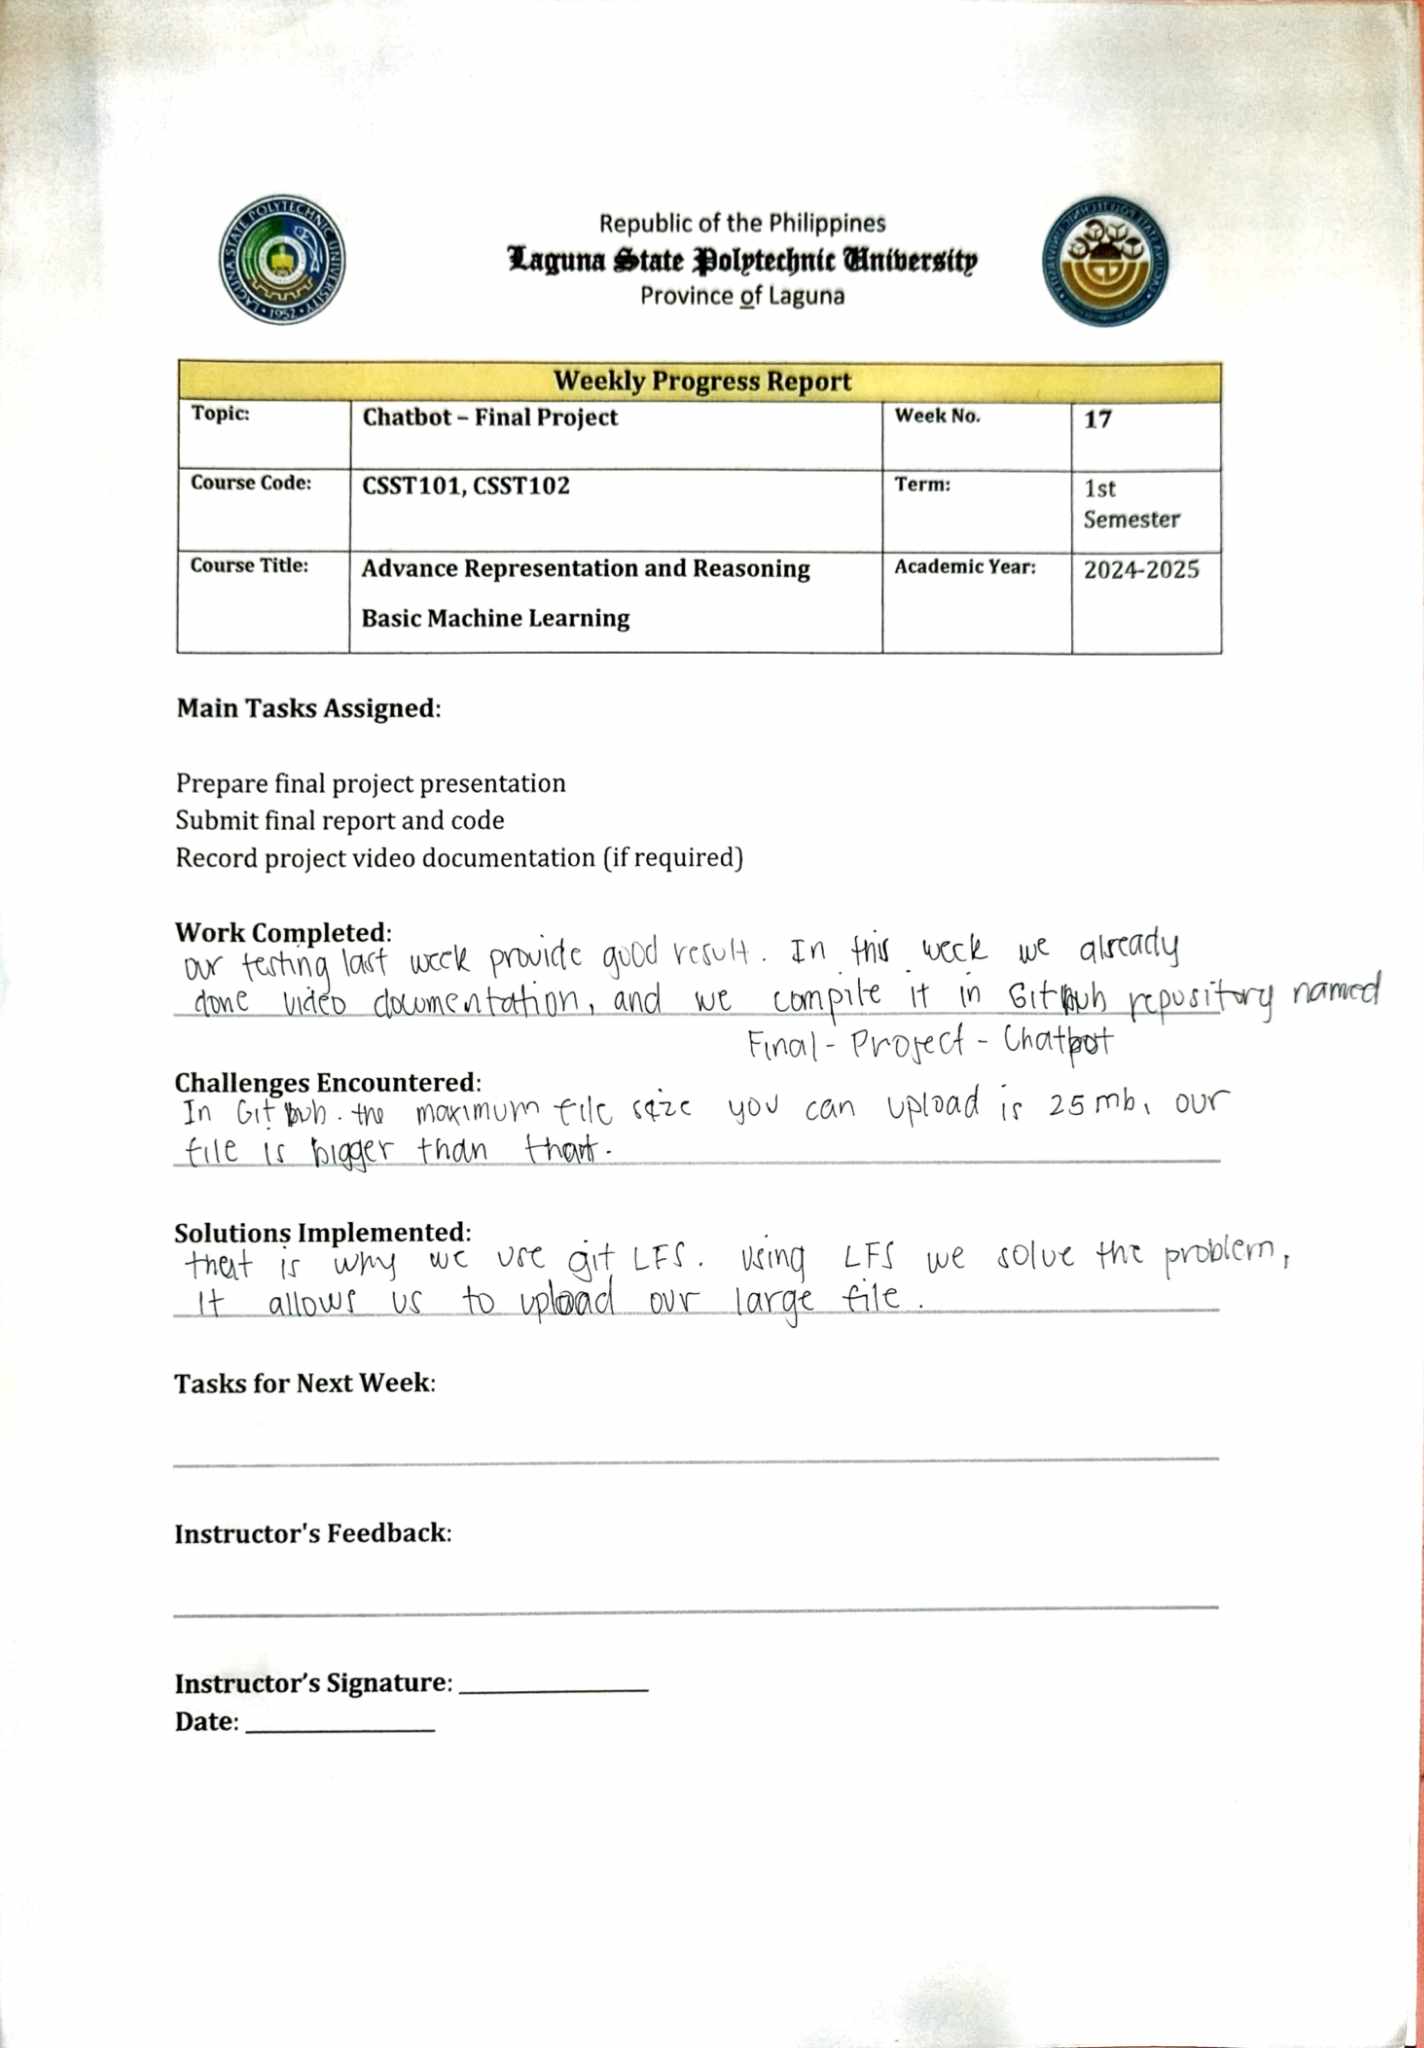 LAGUNA STATE POLYTECHNIC UNIVERSITY
1952
Republic of the Philippines
Laguna State Polytechnic University
Province of Laguna
Weekly Progress Report
Topic: Chatbot – Final Project Week No. 17
Course Code: CSST101, CSST102 Term: 1st
Semester
Course Title: Advance Representation and Reasoning Academic Year: 2024-2025
Basic Machine Learning
Main Tasks Assigned:
Prepare final project presentation
Submit final report and code
Record project video documentation (if required)
Work Completed:
our testing last week provide good result. In this week we already
done video documentation, and we compile it in GitHub repository named
Final - Project - Chatbot
Challenges Encountered:
In GitHub. the maximum file size you can upload is 25 mb, our
file is bigger than that.
Solutions Implemented:
that is why we use git LFS. using LFS we solve the problem,
It allows us to upload our large file.
Tasks for Next Week:
Instructor's Feedback:
Instructor's Signature:
Date: